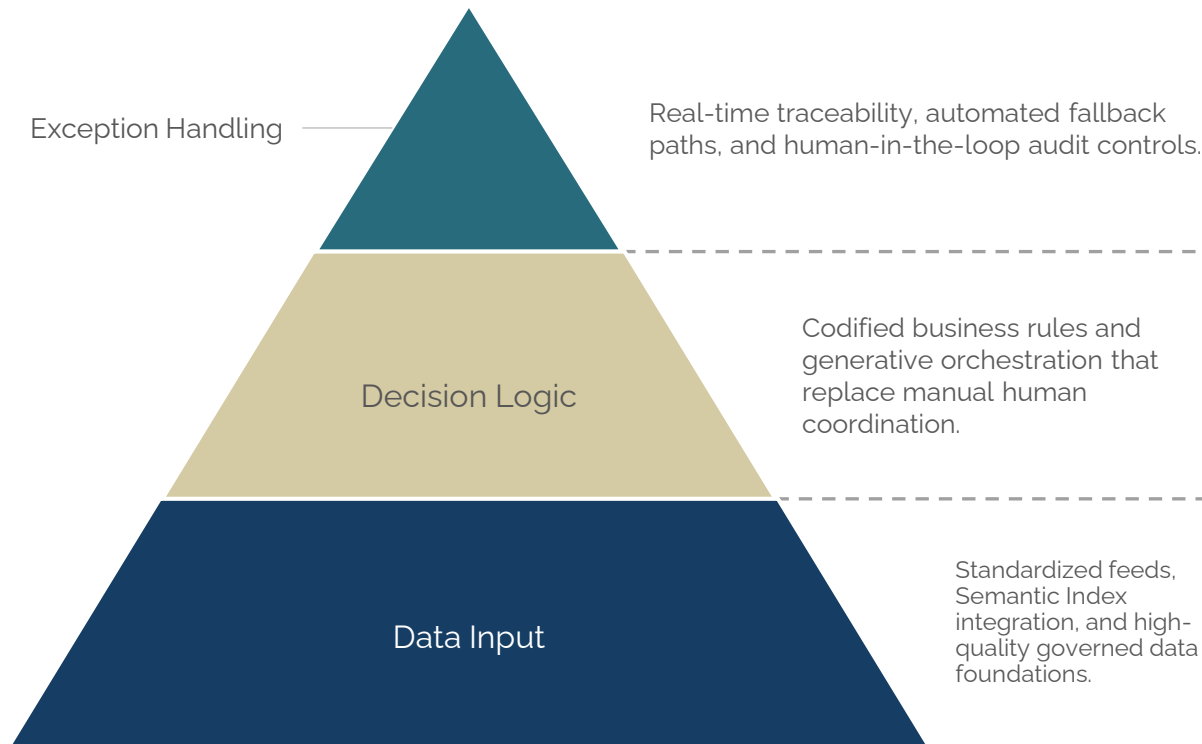 Exception Handling
Real-time traceability, automated fallback
paths, and human-in-the-loop audit controls.
Decision Logic
Codified business rules and
generative orchestration that
replace manual human
coordination.
Data Input
Standardized feeds,
Semantic Index
integration, and high-
quality governed data
foundations.